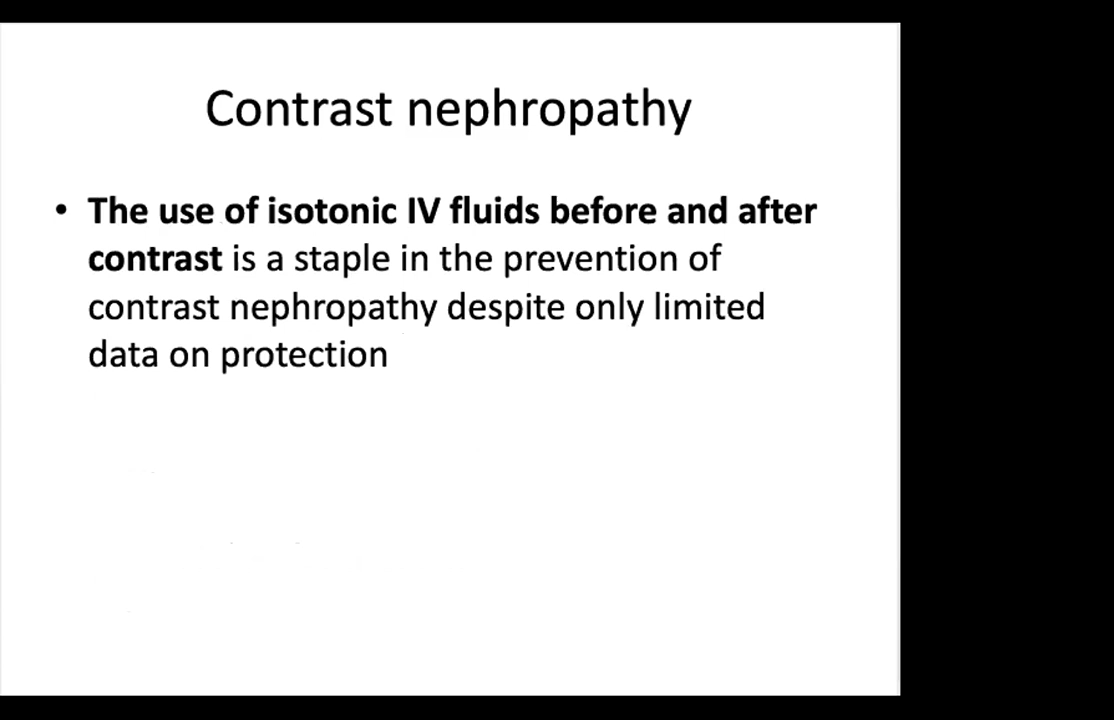 Contrast nephropathy
• The use of isotonic IV fluids before and after
contrast is a staple in the prevention of
contrast nephropathy despite only limited
data on protection